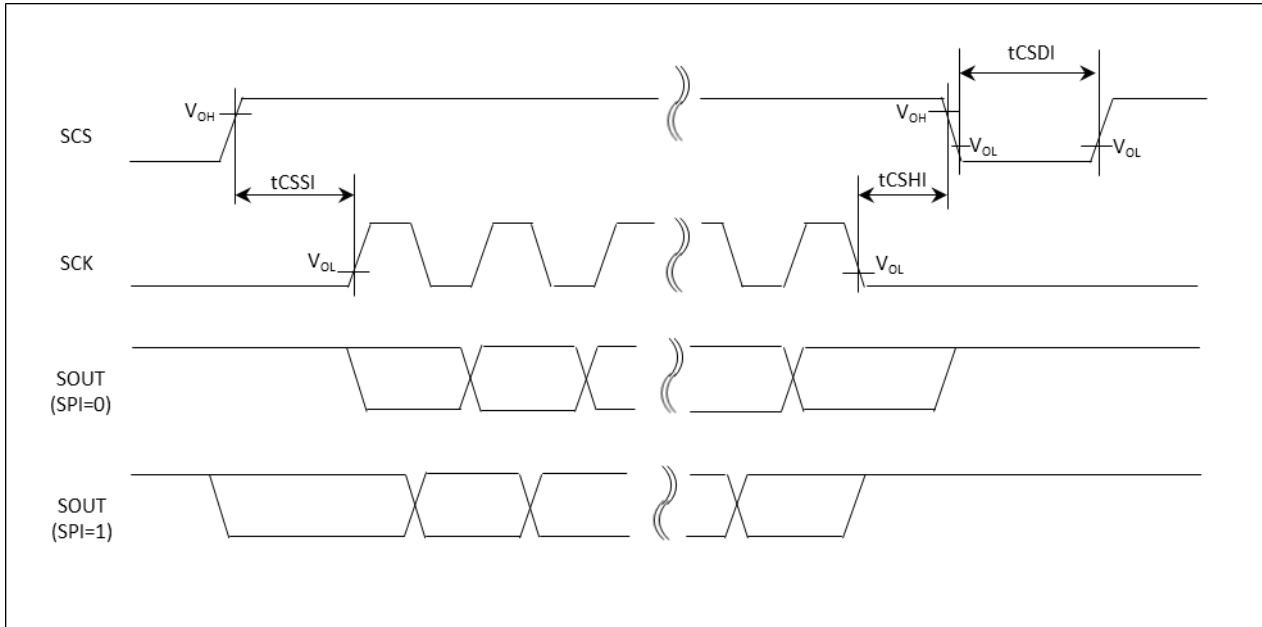 tCSDI
VOH
VOH
SCS
VOL
VOL
tCSSI
tCSHI
SCK
VOL
VOL
SOUT
(SPI=0)
SOUT
(SPI=1)